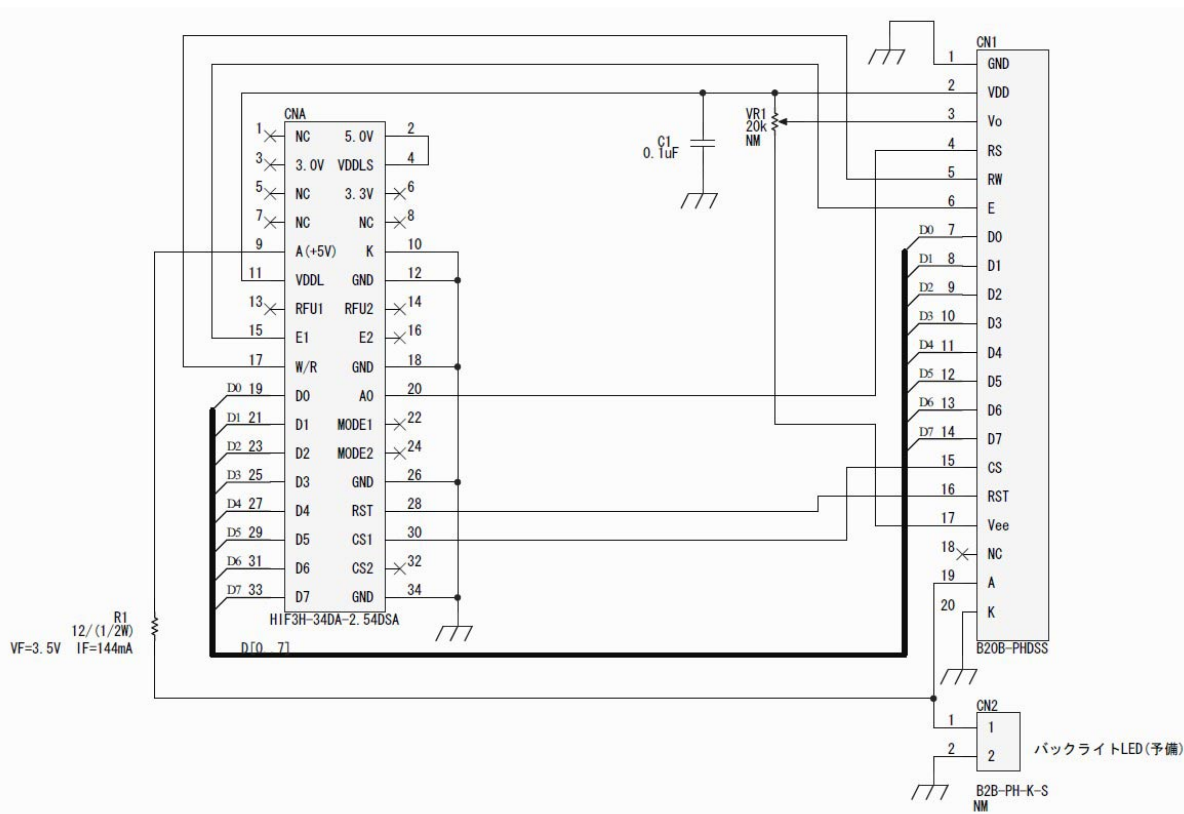 CN1
1 GND
2 VDD
3 Vo
4 RS
5 RW
6 E
D0 7 D0
D1 8 D1
D2 9 D2
D3 10 D3
D4 11 D4
D5 12 D5
D6 13 D6
D7 14 D7
15 CS
16 RST
17 Vee
18 NC
19 A
20 K
B20B-PHDSS
VR1
20k
NM
C1
0.1uF
CNA
1 NC 5.0V 2
3 3.0V VDDLS 4
5 NC 3.3V 6
7 NC NC 8
9 A(+5V) K 10
11 VDDL GND 12
13 RFU1 RFU2 14
15 E1 E2 16
17 W/R GND 18
D0 19 D0 A0 20
D1 21 D1 MODE1 22
D2 23 D2 MODE2 24
D3 25 D3 GND 26
D4 27 D4 RST 28
D5 29 D5 CS1 30
D6 31 D6 CS2 32
D7 33 D7 GND 34
HIF3H-34DA-2.54DSA
R1
12/(1/2W)
VF=3.5V IF=144mA
D[0..7]
CN2
1 1
2 2
バックライトLED(予備)
B2B-PH-K-S
NM